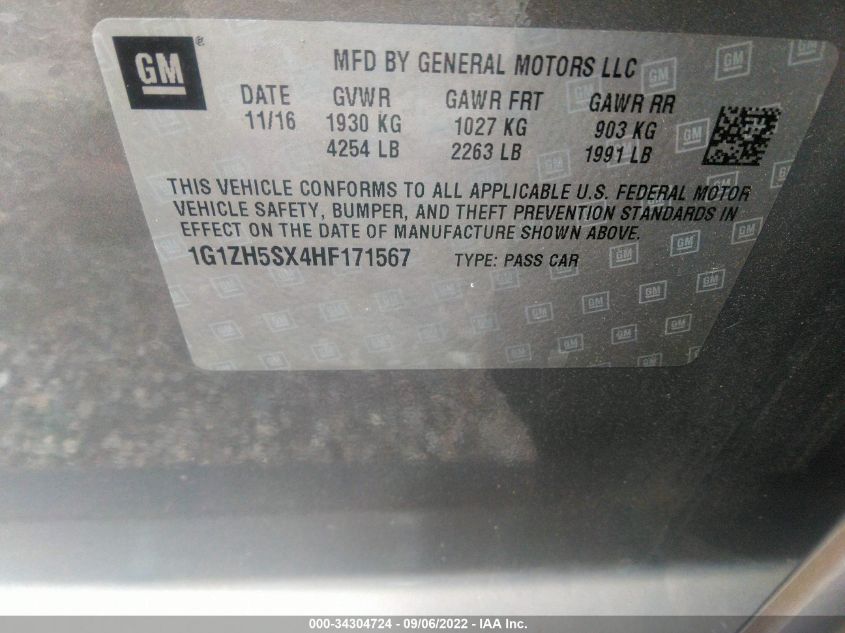 GM®
MFD BY GENERAL MOTORS LLC
DATE GVWR GAWR FRT GAWR RR
11/16 1930 KG 1027 KG 903 KG
4254 LB 2263 LB 1991 LB
THIS VEHICLE CONFORMS TO ALL APPLICABLE U.S. FEDERAL MOTOR
VEHICLE SAFETY, BUMPER, AND THEFT PREVENTION STANDARDS IN
EFFECT ON THE DATE OF MANUFACTURE SHOWN ABOVE.
1G1ZH5SX4HF171567 TYPE: PASS CAR
000-34304724 - 09/06/2022 - IAA Inc.